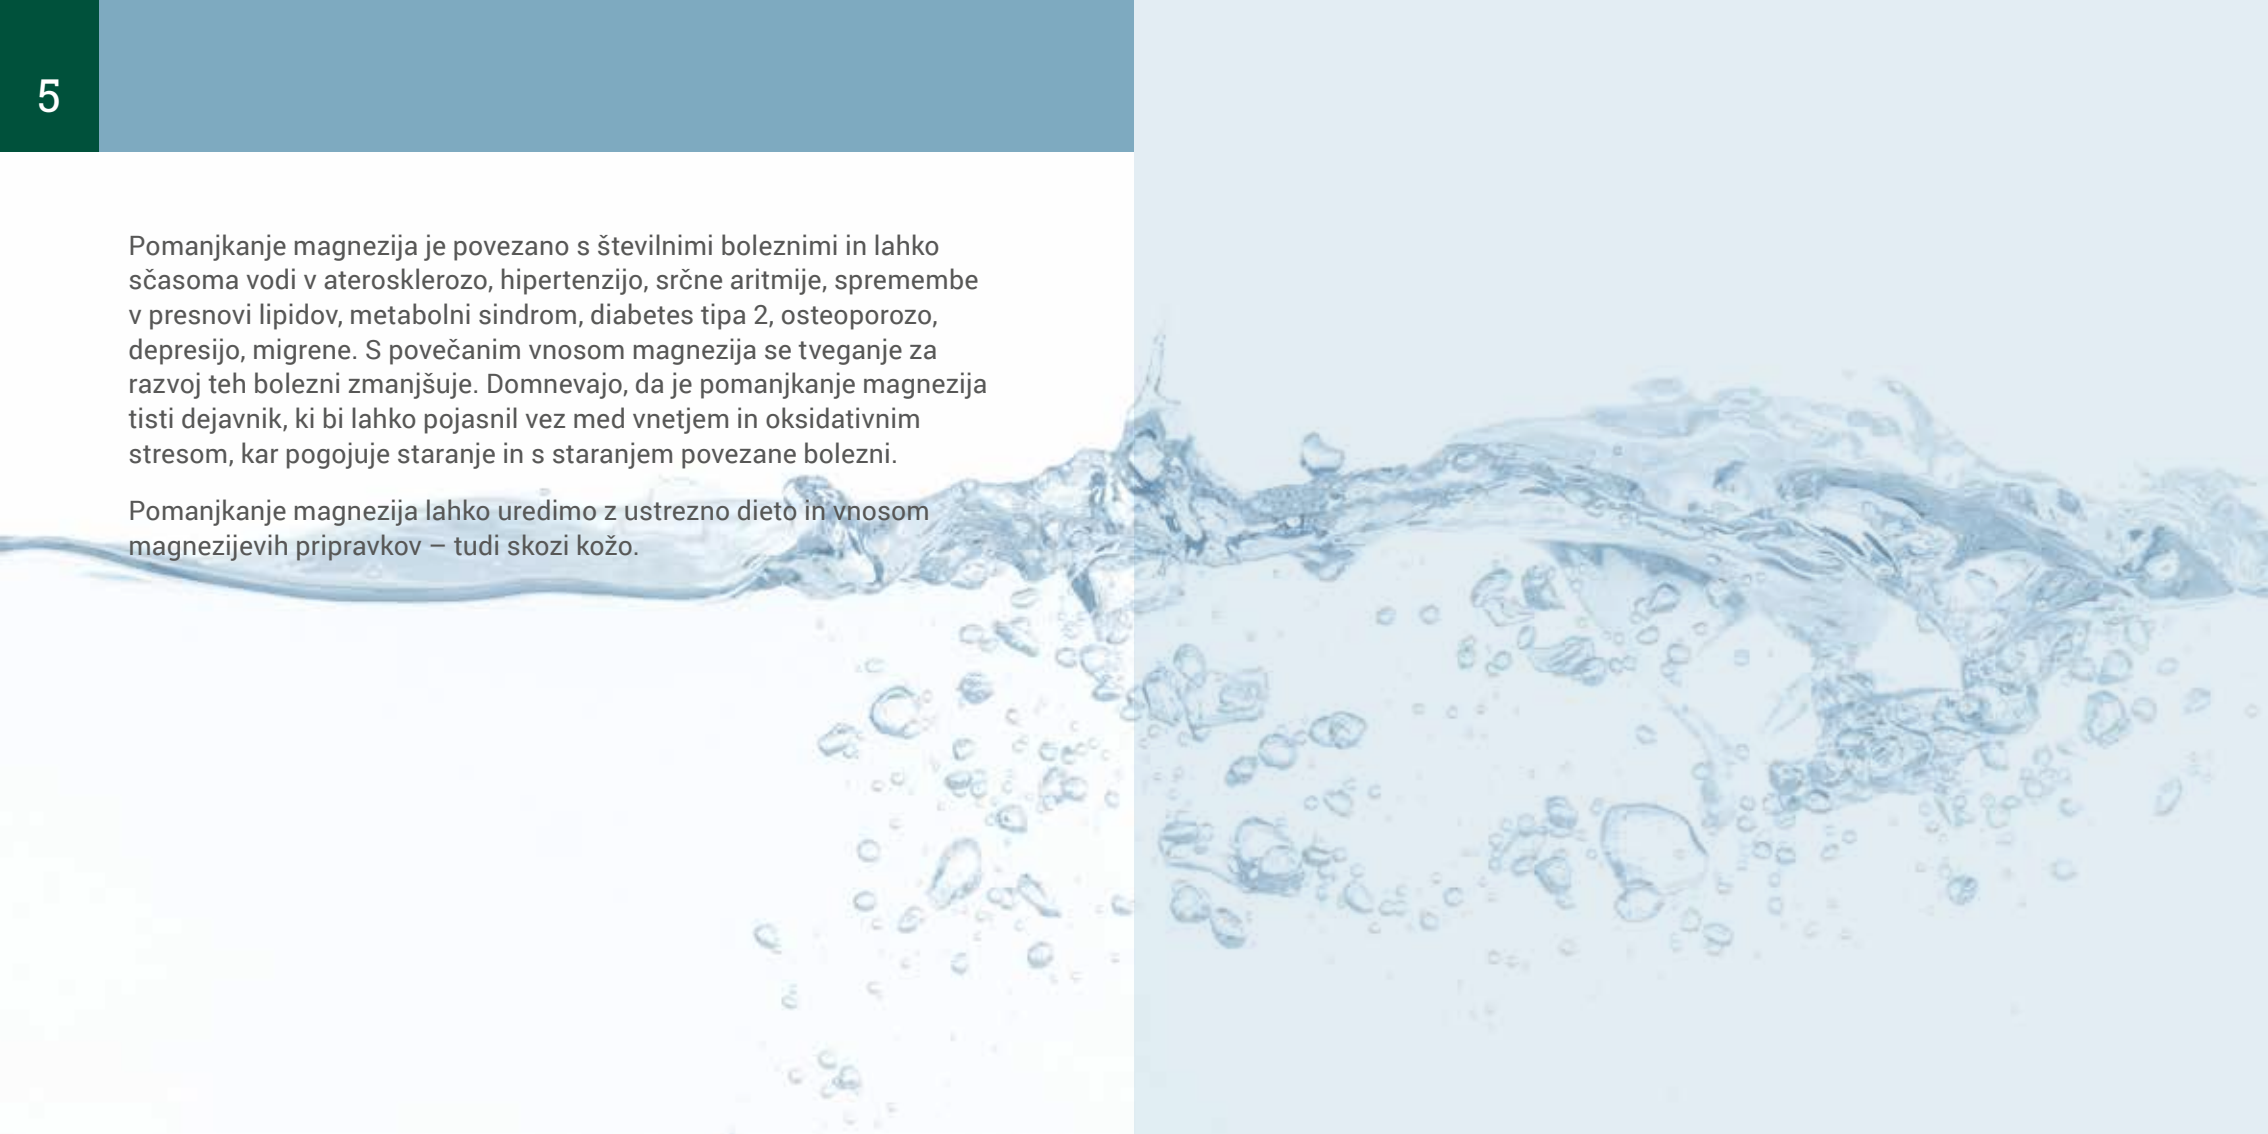 5
Pomanjkanje magnezija je povezano s številnimi boleznimi in lahko
sčasoma vodi v aterosklerozo, hipertenzijo, srčne aritmije, spremembe
v presnovi lipidov, metabolni sindrom, diabetes tipa 2, osteoporozo,
depresijo, migrene. S povečanim vnosom magnezija se tveganje za
razvoj teh bolezni zmanjšuje. Domnevajo, da je pomanjkanje magnezija
tisti dejavnik, ki bi lahko pojasnil vez med vnetjem in oksidativnim
stresom, kar pogojuje staranje in s staranjem povezane bolezni.
Pomanjkanje magnezija lahko uredimo z ustrezno dieto in vnosom
magnezijevih pripravkov – tudi skozi kožo.